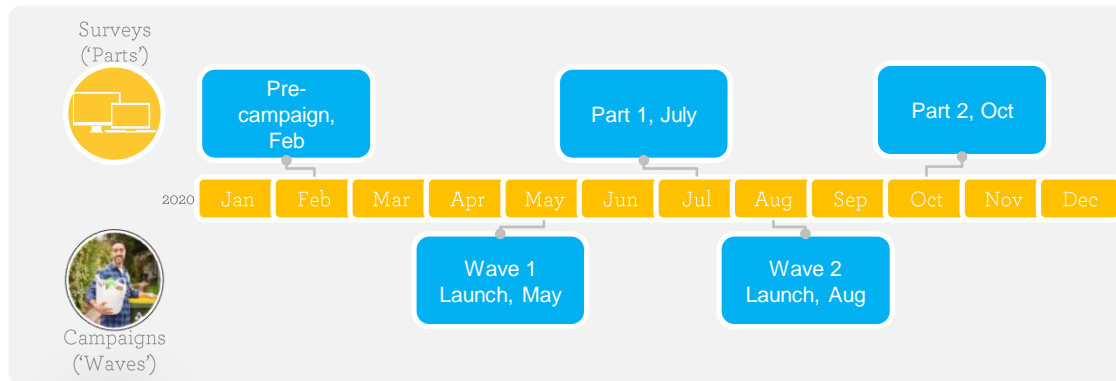 Surveys
(‘Parts’)
Pre-
campaign,
Feb
Part 1, July
Part 2, Oct
2020 Jan Feb Mar Apr May Jun Jul Aug Sep Oct Nov Dec
Wave 1
Launch, May
Wave 2
Launch, Aug
Campaigns
(‘Waves’)